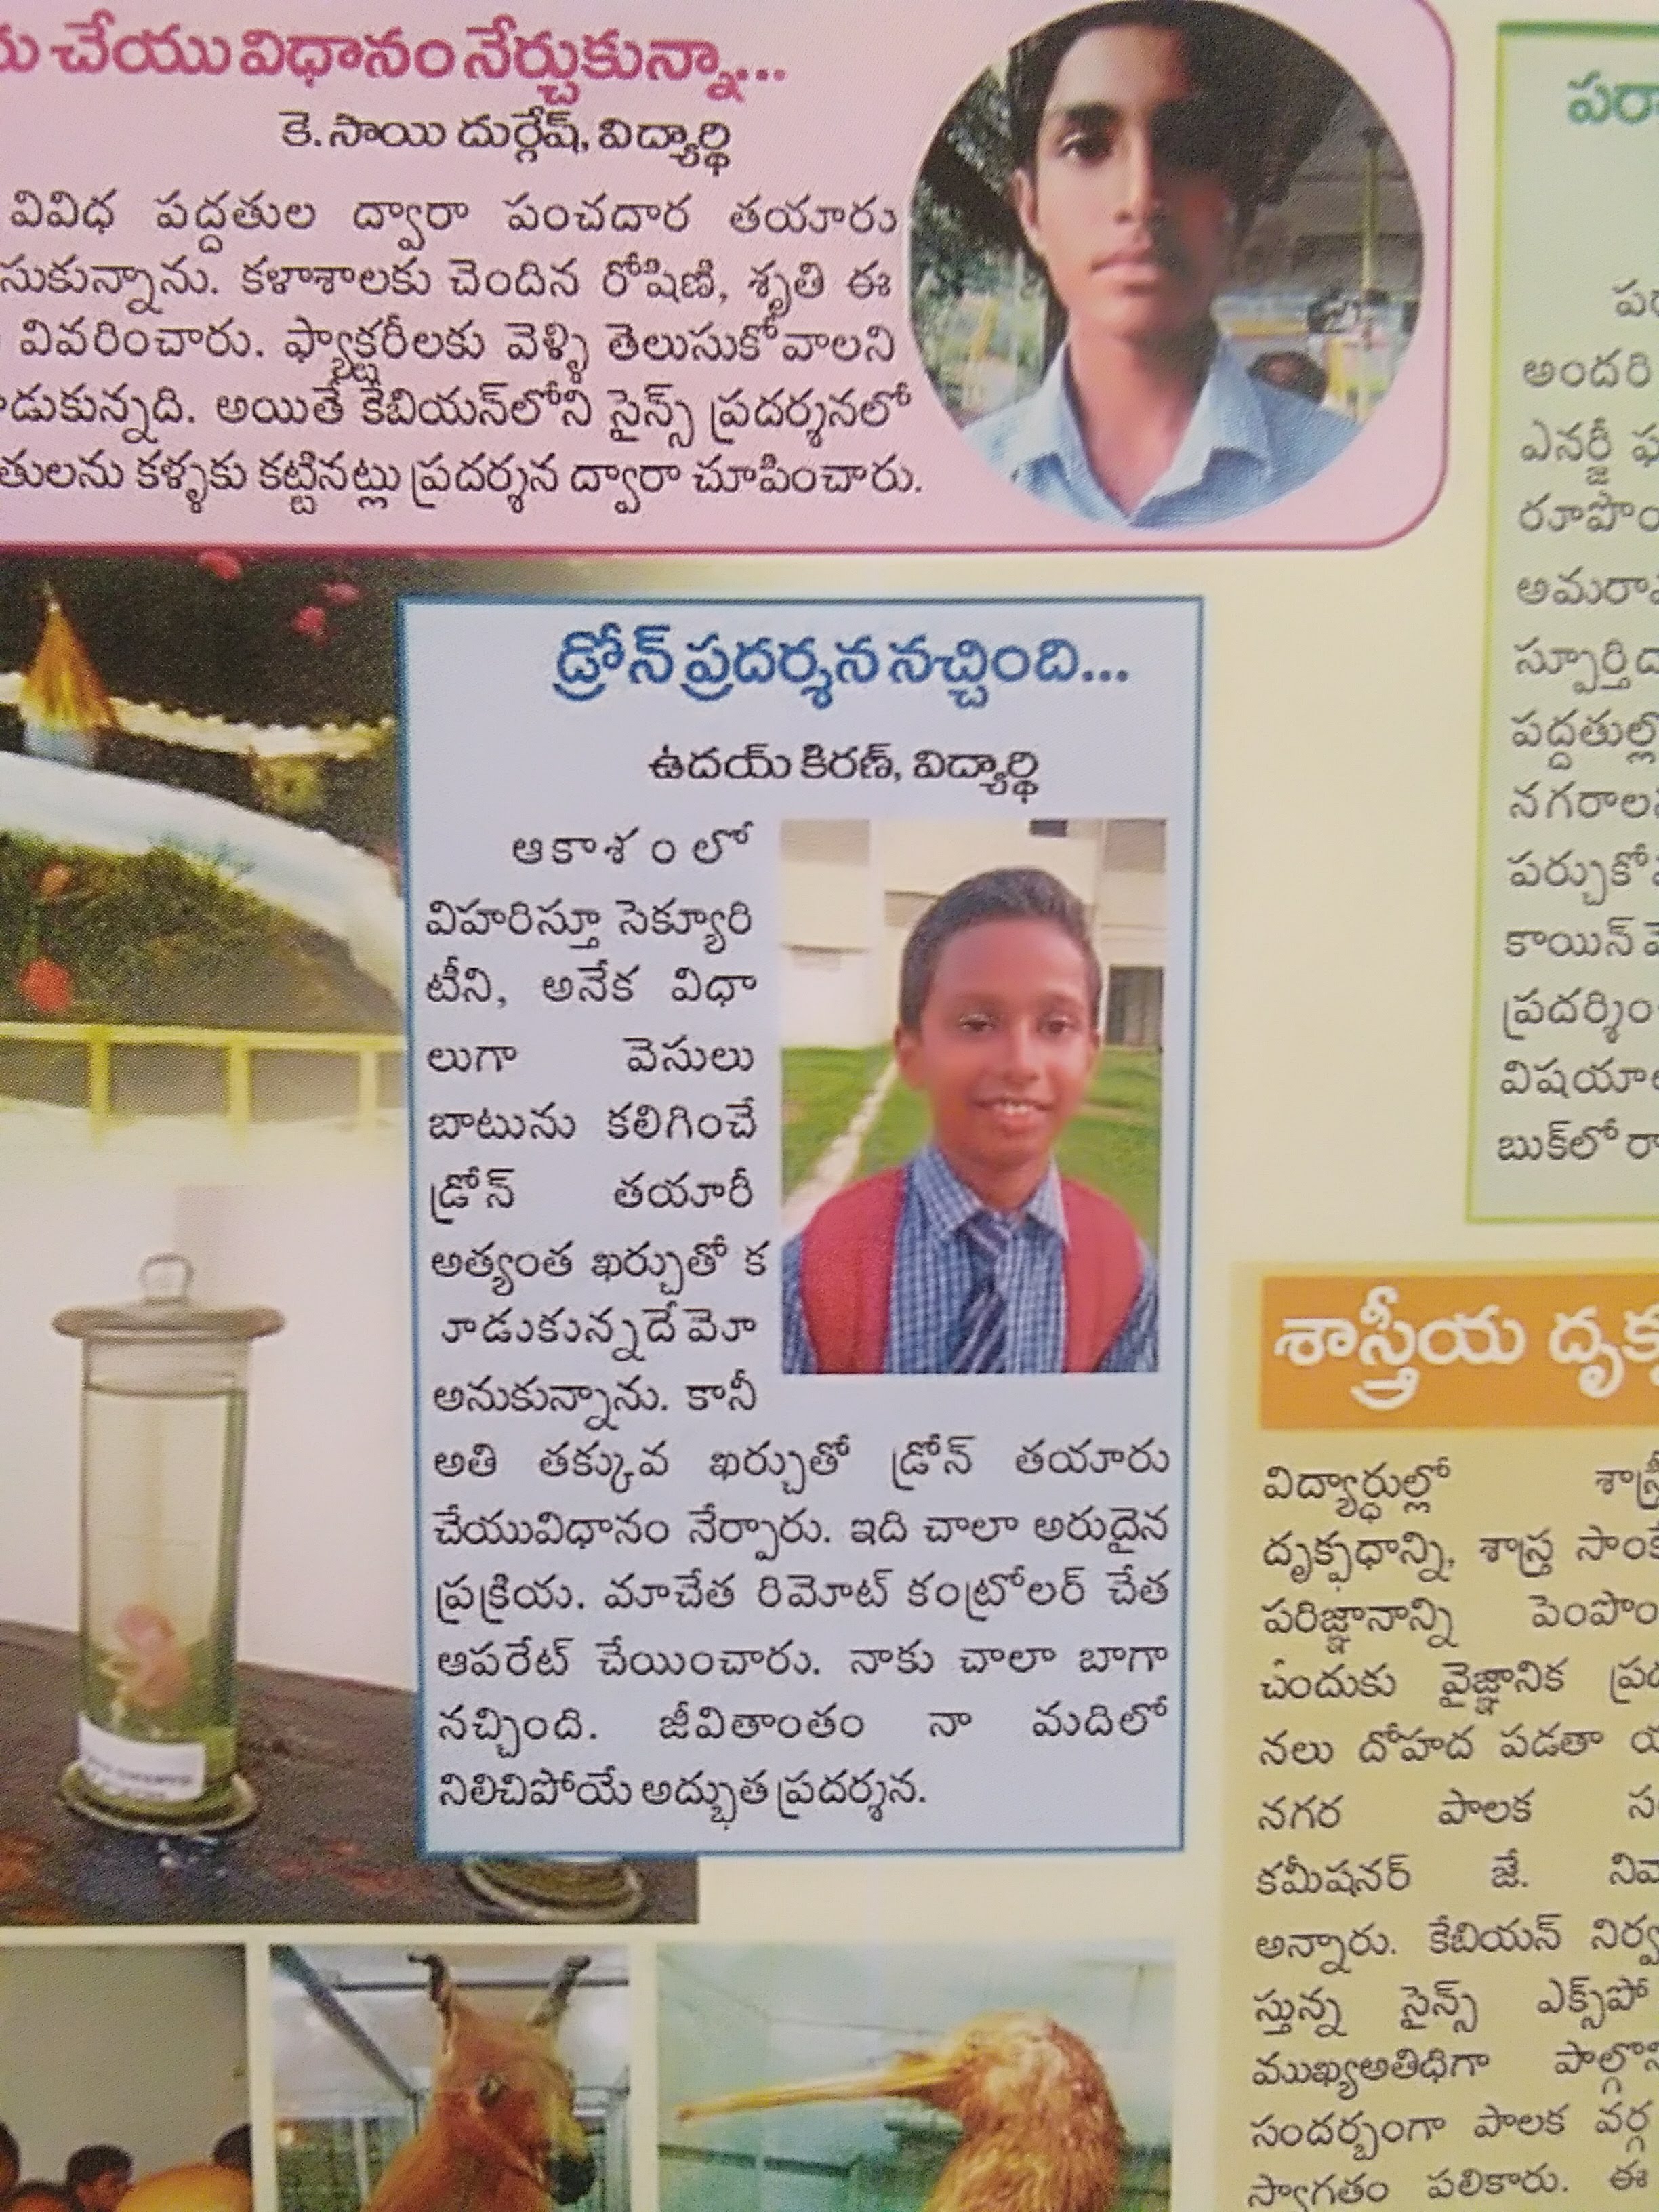 చేయు విధానం నేర్చుకున్నా...
కె. సాయి దుర్గేష్, విద్యార్థి
వివిధ పద్దతుల ద్వారా పంచదార తయారు
సుకున్నాను. కళాశాలకు చెందిన రోషిణి, శృతి ఈ
వివరించారు. ఫ్యాక్టరీలకు వెళ్ళి తెలుసుకోవాలని
డుకున్నది. అయితే కేబియన్‌లోని సైన్స్ ప్రదర్శనలో
తులను కళ్ళకు కట్టినట్లు ప్రదర్శన ద్వారా చూపించారు.
డ్రోన్ ప్రదర్శన నచ్చింది...
ఉదయ్ కిరణ్, విద్యార్థి
ఆకాశంలో
విహరిస్తూ సెక్యూరి
టీని, అనేక విధా
లుగా వెసులు
బాటును కలిగించే
డ్రోన్ తయారీ
అత్యంత ఖర్చుతో క
ూడుకున్నదేమో
అనుకున్నాను. కానీ
అతి తక్కువ ఖర్చుతో డ్రోన్ తయారు
చేయువిధానం నేర్పారు. ఇది చాలా అరుదైన
ప్రక్రియ. మాచేత రిమోట్ కంట్రోలర్ చేత
ఆపరేట్ చేయించారు. నాకు చాలా బాగా
నచ్చింది. జీవితాంతం నా మదిలో
నిలిచిపోయే అద్భుత ప్రదర్శన.
పరా
పర
అందరి
ఎనర్జీ ఫ
రూపొం
అమరావ
స్ఫూర్తిదా
పద్దతుల్లో
నగరాల
పర్చుకో
కాయిన్
ప్రదర్శిం
విషయా
బుక్‌లో రా
శాస్త్రీయ దృక్ప
విద్యార్థుల్లో శాస్త్రీ
దృక్పధాన్ని, శాస్త్ర సాంకే
పరిజ్ఞానాన్ని పెంపొం
చందుకు వైజ్ఞానిక ప్రద
నలు దోహద పడతా య
నగర పాలక స
కమీషనర్ జే. నివా
అన్నారు. కేబియన్ నిర్వ
స్తున్న సైన్స్ ఎక్స్‌పో
ముఖ్యఅతిధిగా పాల్గొని
సందర్భంగా పాలక వర్గ
స్వాగతం పలికారు. ఈ